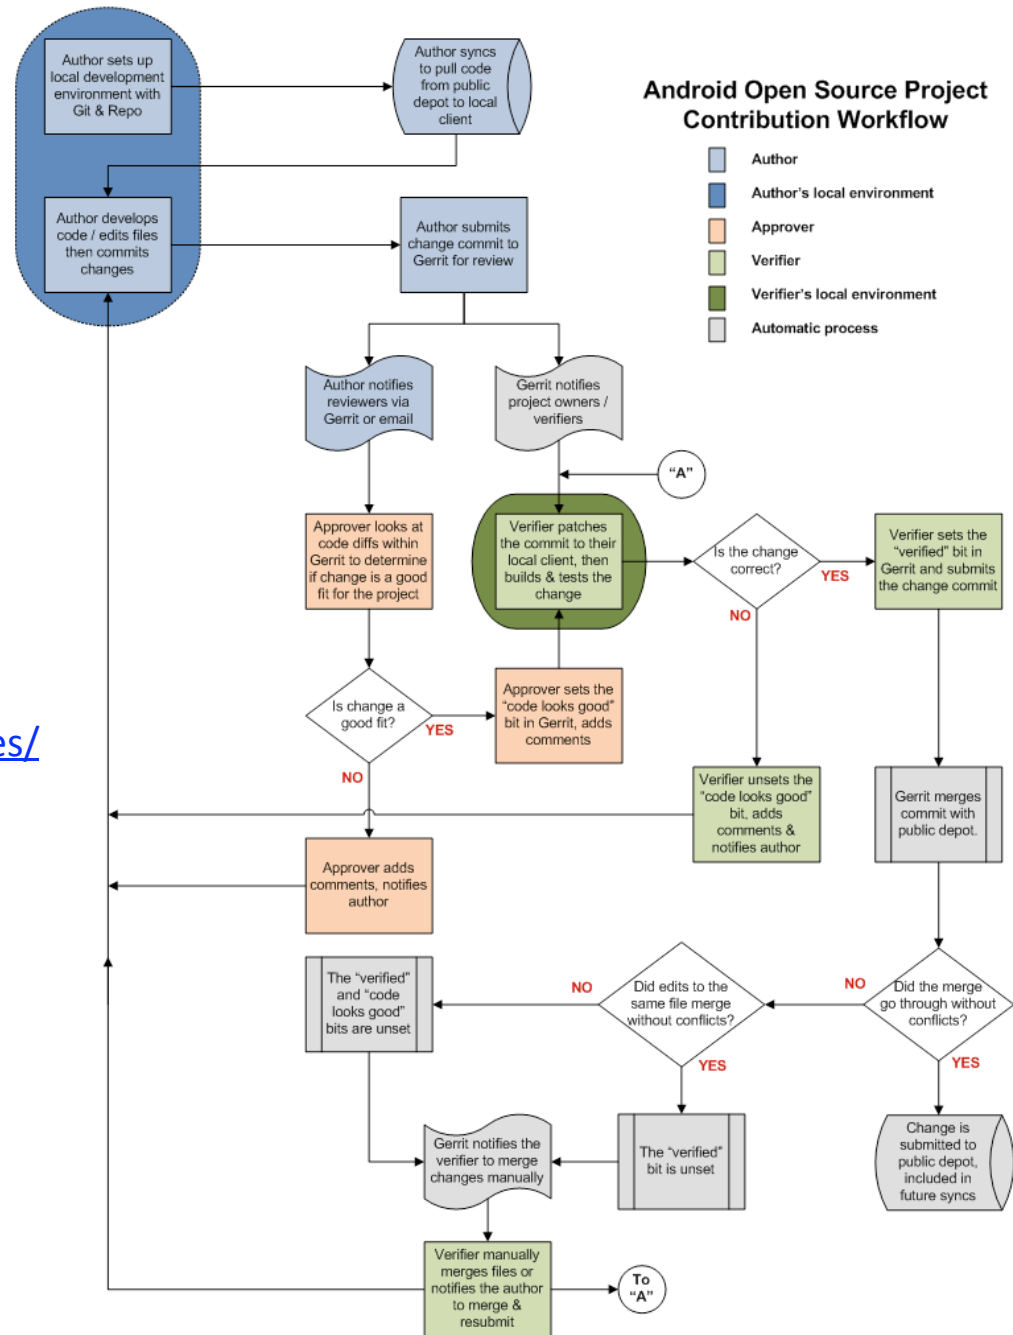 Author sets up
local development
environment with
Git & Repo
Author syncs
to pull code
from public
depot to local
client
Android Open Source Project
Contribution Workflow
Author
Author's local environment
Approver
Verifier
Verifier's local environment
Automatic process
Author develops
code / edits files
then commits
changes
Author submits
change commit to
Gerrit for review
Author notifies
reviewers via
Gerrit or email
Gerrit notifies
project owners /
verifiers
“A”
Approver looks at
code diffs within
Gerrit to determine
if change is a good
fit for the project
Verifier patches
the commit to their
local client, then
builds & tests the
change
Is the change
correct?
YES
NO
Verifier sets the
“verified” bit in
Gerrit and submits
the change commit
Is change a
good fit?
YES
NO
Approver sets the
“code looks good”
bit in Gerrit, adds
comments
es/
Verifier unsets the
“code looks good”
bit, adds
comments &
notifies author
Gerrit merges
commit with
public depot.
Approver adds
comments, notifies
author
The “verified”
and “code
looks good”
bits are unset
NO
Did edits to the
same file merge
without conflicts?
YES
NO
Did the merge
go through without
conflicts?
YES
Gerrit notifies the
verifier to merge
changes manually
The “verified”
bit is unset
Change is
submitted to
public depot,
included in
future syncs
Verifier manually
merges files or
notifies the author
to merge &
resubmit
To
“A”